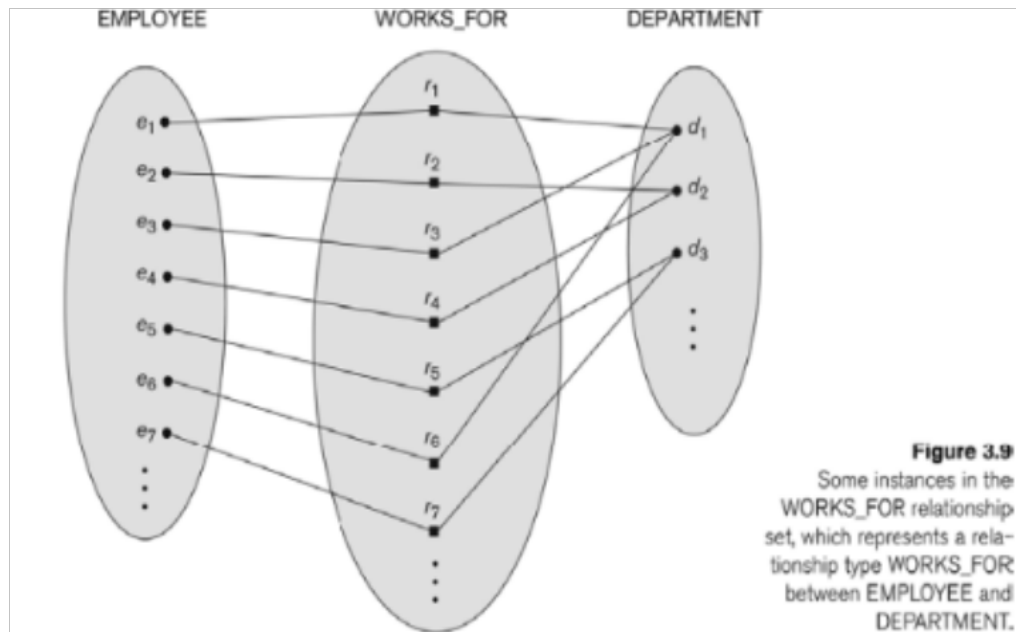 EMPLOYEE WORKS_FOR DEPARTMENT
e1 r1 d1
e2 r2 d2
e3 r3 d3
e4 r4
e5 r5
e6 r6
e7 r7
Figure 3.9
Some instances in the
WORKS_FOR relationship
set, which represents a rela-
tionship type WORKS_FOR
between EMPLOYEE and
DEPARTMENT.